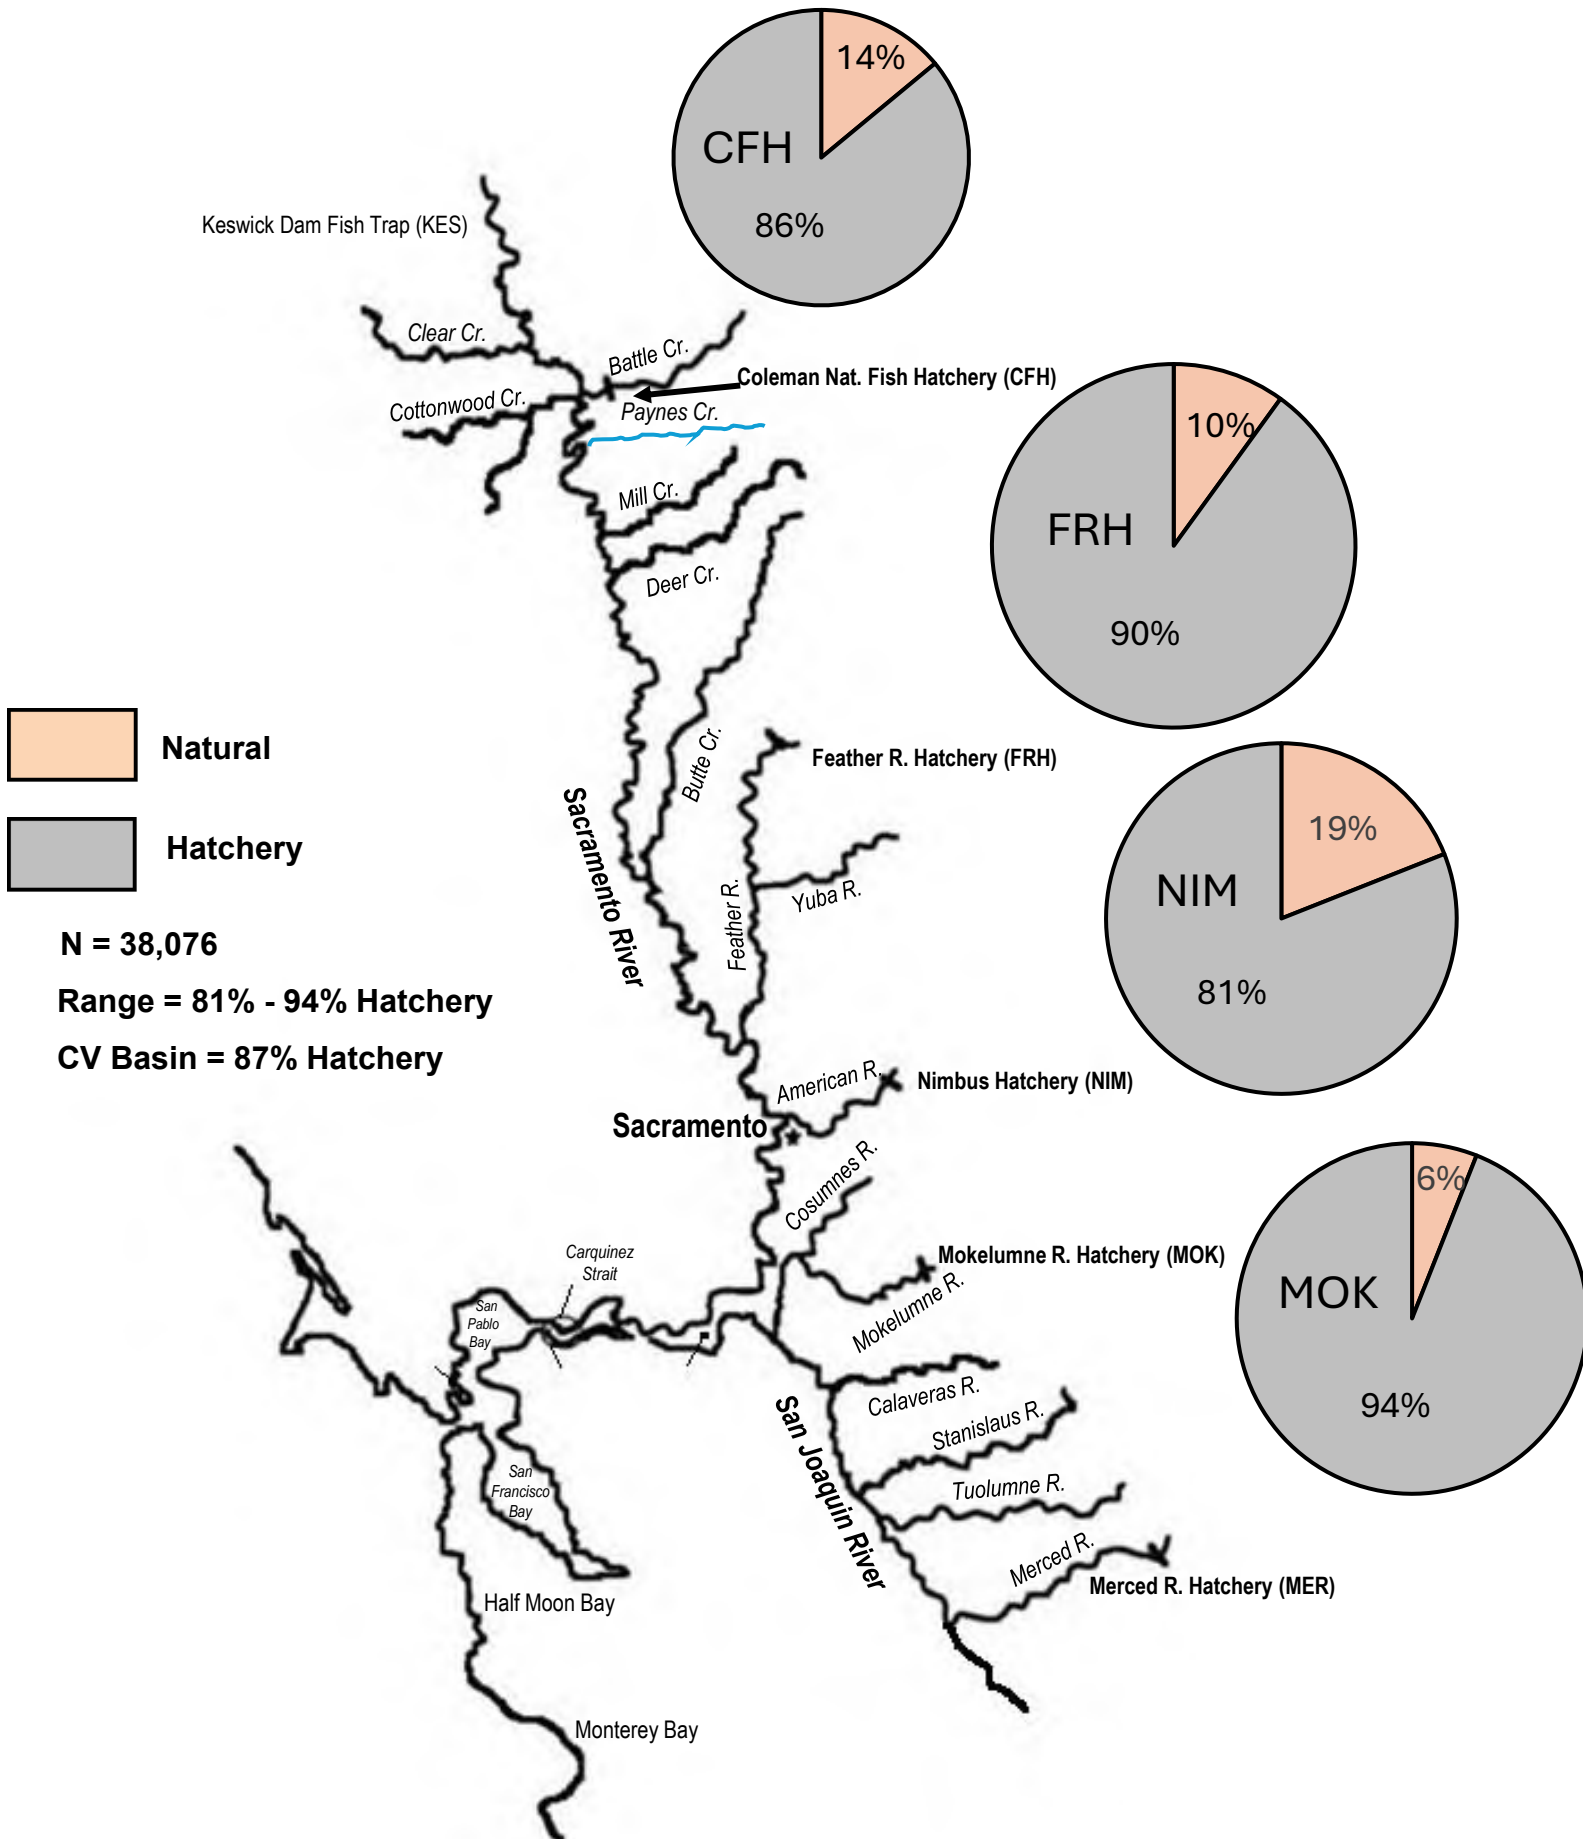 14%
CFH
86%
Keswick Dam Fish Trap (KES)
Clear Cr.
Battle Cr.
Coleman Nat. Fish Hatchery (CFH)
Cottonwood Cr.
Paynes Cr.
10%
FRH
90%
Mill Cr.
Deer Cr.
Natural
Hatchery
N = 38,076
Range = 81% - 94% Hatchery
CV Basin = 87% Hatchery
Butte Cr.
Feather R. Hatchery (FRH)
Sacramento River
Feather R.
Yuba R.
19%
NIM
81%
American R.
Nimbus Hatchery (NIM)
Sacramento
Cosumnes R.
6%
MOK
94%
Mokelumne R. Hatchery (MOK)
Mokelumne R.
Carquinez
Strait
San
Pablo
Bay
Calaveras R.
Stanislaus R.
San Joaquin River
Tuolumne R.
San
Francisco
Bay
Merced R.
Merced R. Hatchery (MER)
Half Moon Bay
Monterey Bay